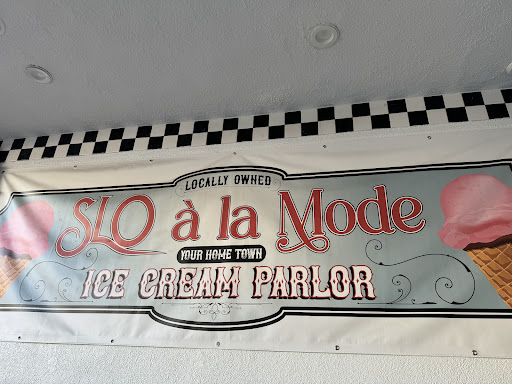 LOCALLY OWNED
SLO à la Mode
YOUR HOME TOWN
ICE CREAM PARLOR